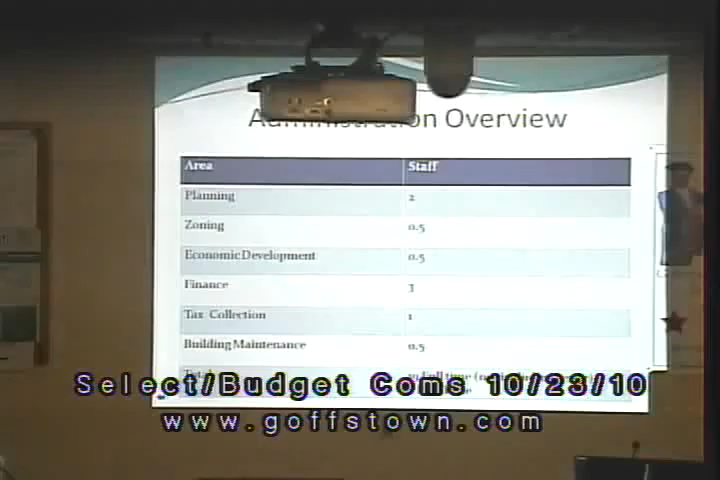 Administration Overview
Area Staff
Planning 2
Zoning 0.5
Economic Development 0.5
Finance 3
Tax Collection 1
Building Maintenance 0.5
Total
Select/Budget Coms 10/23/10
www.goffstown.com